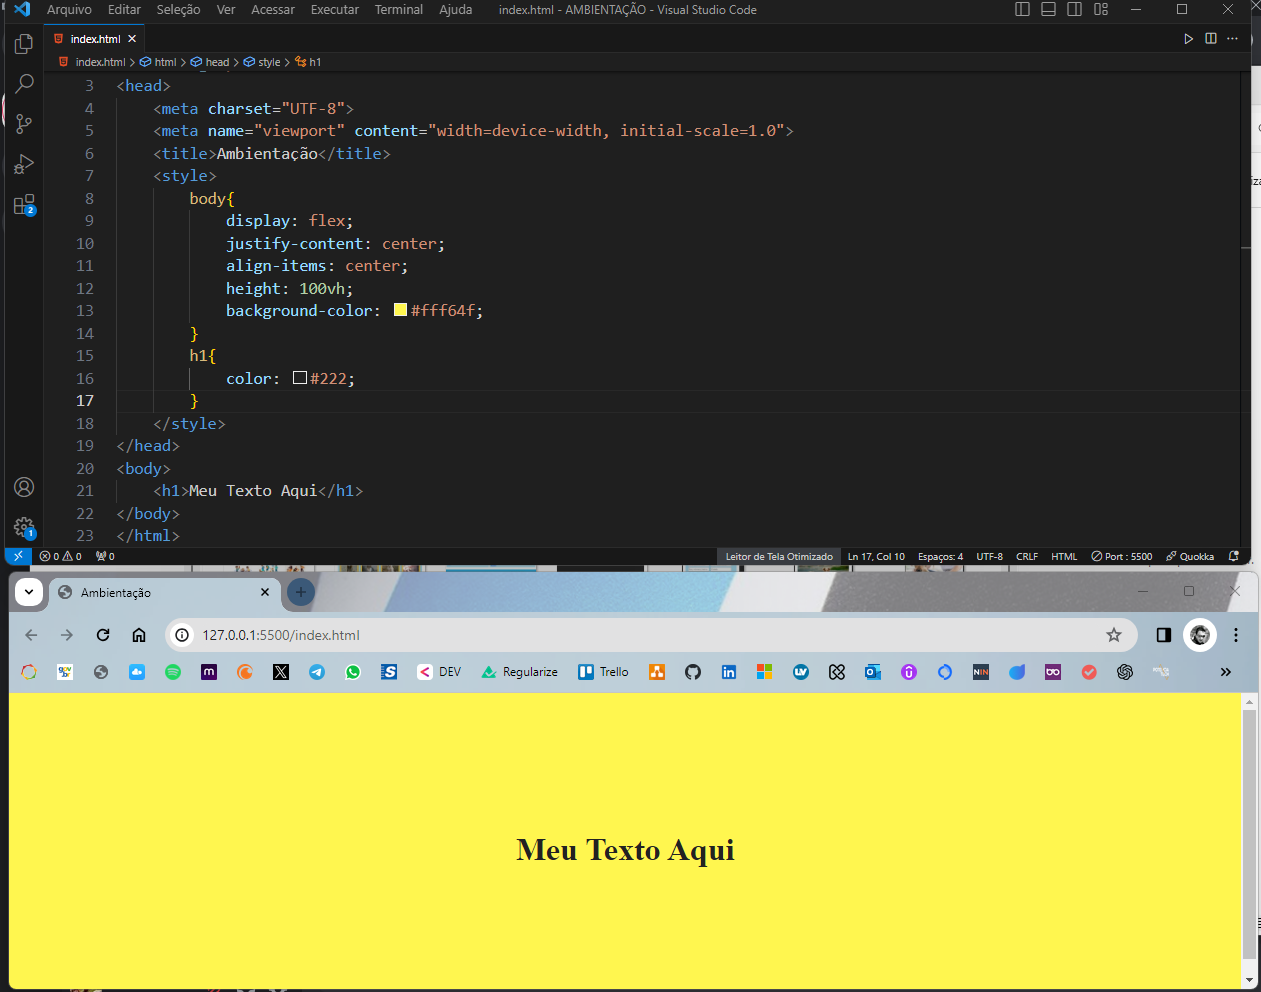 Arquivo Editar Seleção Ver Acessar Executar Terminal Ajuda index.html - AMBIENTAÇÃO - Visual Studio Code
index.html
index.html > html > head > style > h1
3 <head>
4 <meta charset="UTF-8">
5 <meta name="viewport" content="width=device-width, initial-scale=1.0">
6 <title>Ambientação</title>
7 <style>
8 body{
9 display: flex;
10 justify-content: center;
11 align-items: center;
12 height: 100vh;
13 background-color: #fff64f;
14 }
15 h1{
16 color: #222;
17 }
18 </style>
19 </head>
20 <body>
21 <h1>Meu Texto Aqui</h1>
22 </body>
23 </html>
2
1
0 0 0 Leitor de Tela Otimizado Ln 17, Col 10 Espaços: 4 UTF-8 CRLF HTML Port : 5500 Quokka
Ambientação
127.0.0.1:5500/index.html
DEV Regularize Trello
Meu Texto Aqui